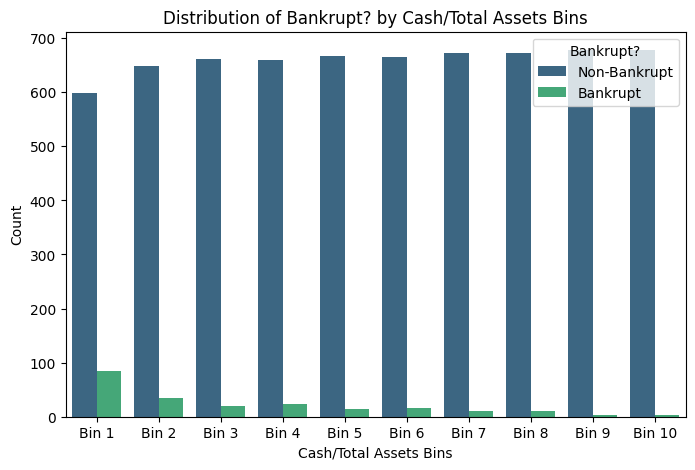 Distribution of Bankrupt? by Cash/Total Assets Bins
700
600
500
400
300
200
100
0
Count
Bankrupt?
Non-Bankrupt
Bankrupt
Bin 1 Bin 2 Bin 3 Bin 4 Bin 5 Bin 6 Bin 7 Bin 8 Bin 9 Bin 10
Cash/Total Assets Bins